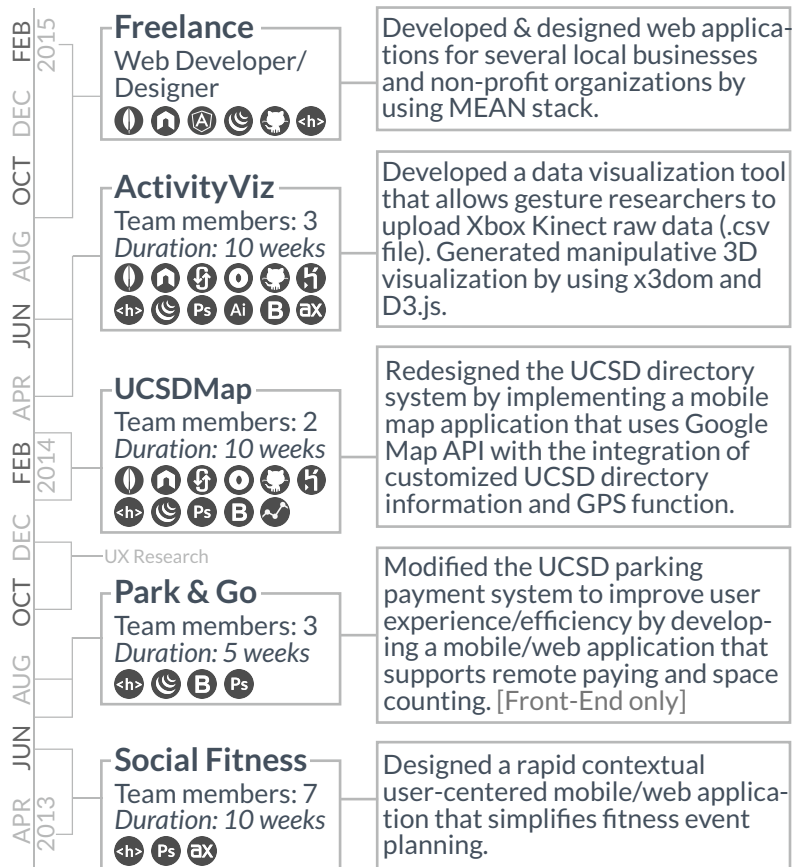 FEB
2015
DEC
OCT
AUG
JUN
APR
FEB
2014
DEC
OCT
AUG
JUN
APR
2013
Freelance
Web Developer/
Designer
<h>
Developed & designed web applica-
tions for several local businesses
and non-profit organizations by
using MEAN stack.
ActivityViz
Team members: 3
Duration: 10 weeks
<h> Ps Ai B ax
Developed a data visualization tool
that allows gesture researchers to
upload Xbox Kinect raw data (.csv
file). Generated manipulative 3D
visualization by using x3dom and
D3.js.
UCSDMap
Team members: 2
Duration: 10 weeks
<h> Ps B
Redesigned the UCSD directory
system by implementing a mobile
map application that uses Google
Map API with the integration of
customized UCSD directory
information and GPS function.
UX Research
Park & Go
Team members: 3
Duration: 5 weeks
<h> B Ps
Modified the UCSD parking
payment system to improve user
experience/efficiency by develop-
ing a mobile/web application that
supports remote paying and space
counting. [Front-End only]
Social Fitness
Team members: 7
Duration: 10 weeks
<h> Ps ax
Designed a rapid contextual
user-centered mobile/web applica-
tion that simplifies fitness event
planning.